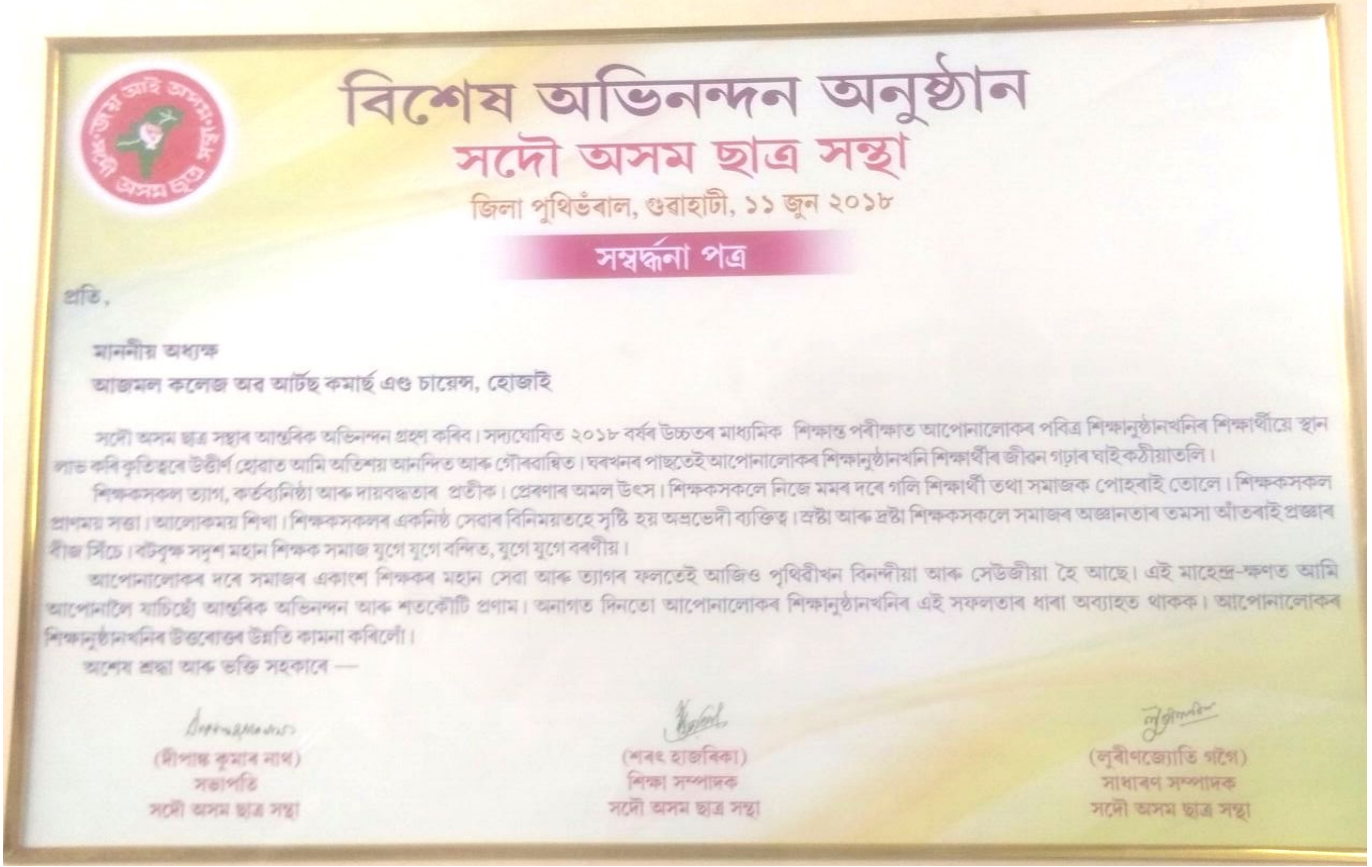 জয় আই অসম
সদৌ অসম ছাত্ৰ সন্থা
বিশেষ অভিনন্দন অনুষ্ঠান
সদৌ অসম ছাত্ৰ সন্থা
জিলা পুথিভঁৰাল, গুৱাহাটী, ১১ জুন ২০১৮
সম্বৰ্দ্ধনা পত্ৰ
প্ৰতি,
মাননীয় অধ্যক্ষ
আজমল কলেজ অব আৰ্টছ কমাৰ্ছ এণ্ড চায়েন্স, হোজাই
সদৌ অসম ছাত্ৰ সন্থাৰ আন্তৰিক অভিনন্দন গ্ৰহণ কৰিব। সদ্যঘোষিত ২০১৮ বৰ্ষৰ উচ্চতৰ মাধ্যমিক শিক্ষান্ত পৰীক্ষাত আপোনালোকৰ পবিত্ৰ শিক্ষানুষ্ঠানখনিৰ শিক্ষাৰ্থীয়ে স্থান
লাভ কৰি কৃতিত্বৰে উত্তীৰ্ণ হোৱাত আমি অতিশয় আনন্দিত আৰু গৌৰবান্বিত। ঘৰখনৰ পাছতেই আপোনালোকৰ শিক্ষানুষ্ঠানখনি শিক্ষাৰ্থীৰ জীৱন গঢ়াৰ ঘাই কঠীয়াতলি।
শিক্ষকসকল ত্যাগ, কৰ্তব্যনিষ্ঠা আৰু দায়বদ্ধতাৰ প্ৰতীক। প্ৰেৰণাৰ অমল উৎস। শিক্ষকসকলে নিজে মমৰ দৰে গলি শিক্ষাৰ্থী তথা সমাজক পোহৰাই তোলে। শিক্ষকসকল
প্ৰাণময় সত্তা। আলোকময় শিখা। শিক্ষকসকলৰ একনিষ্ঠ সেৱাৰ বিনিময়তহে সৃষ্টি হয় অভ্ৰভেদী ব্যক্তিত্ব। স্ৰষ্টা আৰু দ্ৰষ্টা শিক্ষকসকলে সমাজৰ অজ্ঞানতাৰ তমসা আঁতৰাই প্ৰজ্ঞাৰ
বীজ সিঁচে। বটবৃক্ষ সদৃশ মহান শিক্ষক সমাজ যুগে যুগে বন্দিত, যুগে যুগে বৰণীয়।
আপোনালোকৰ দৰে সমাজৰ একাংশ শিক্ষকৰ মহান সেৱা আৰু ত্যাগৰ ফলতেই আজিও পৃথিৱীখন বিনন্দীয়া আৰু সেউজীয়া হৈ আছে। এই মাহেন্দ্ৰ-ক্ষণত আমি
আপোনালৈ যাচিছোঁ আন্তৰিক অভিনন্দন আৰু শতকৌটি প্ৰণাম। অনাগত দিনতো আপোনালোকৰ শিক্ষানুষ্ঠানখনিৰ এই সফলতাৰ ধাৰা অব্যাহত থাকক। আপোনালোকৰ
শিক্ষানুষ্ঠানখনিৰ উত্তৰোত্তৰ উন্নতি কামনা কৰিলোঁ।
অশেষ শ্ৰদ্ধা আৰু ভক্তি সহকাৰে —
(দীপাঙ্ক কুমাৰ নাথ)
সভাপতি
সদৌ অসম ছাত্ৰ সন্থা
(শৰৎ হাজৰিকা)
শিক্ষা সম্পাদক
সদৌ অসম ছাত্ৰ সন্থা
(লুৰীণজ্যোতি গগৈ)
সাধাৰণ সম্পাদক
সদৌ অসম ছাত্ৰ সন্থা